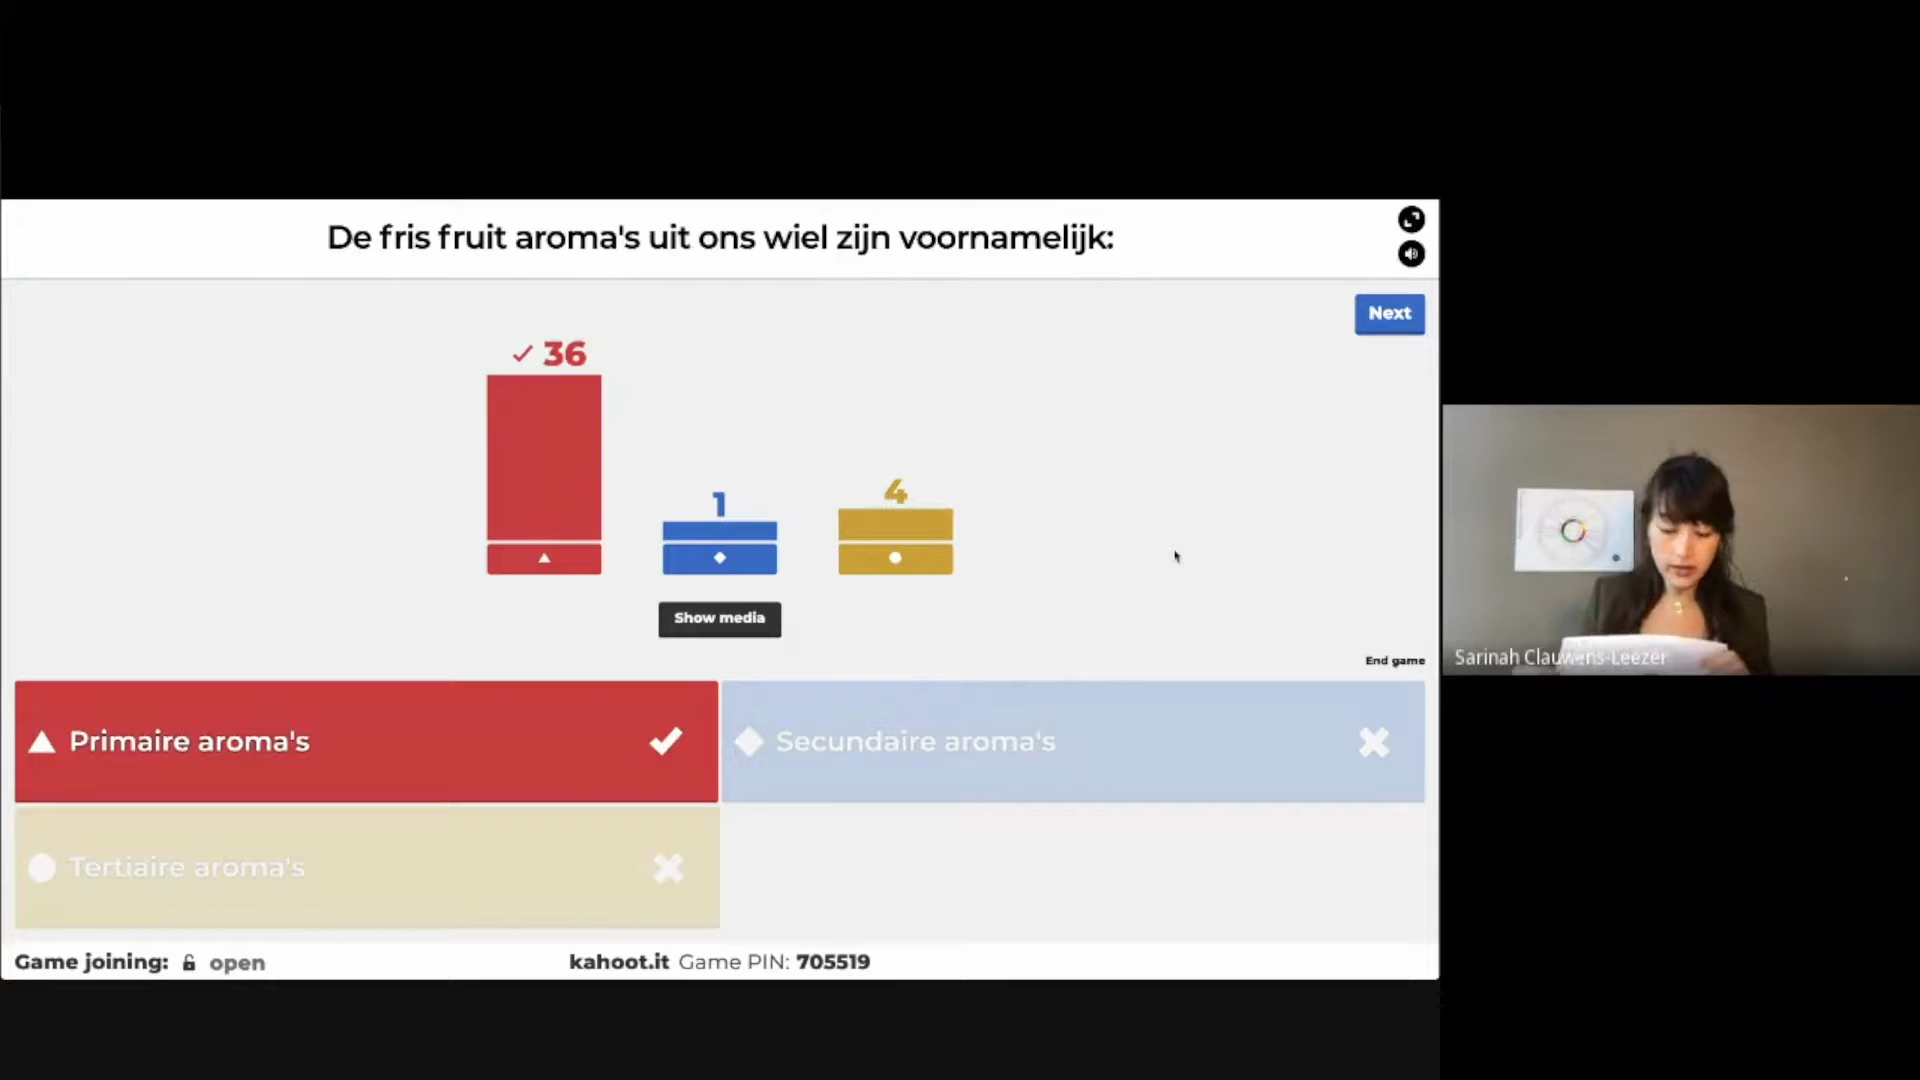 De fris fruit aroma's uit ons wiel zijn voornamelijk:
Next
36
1
4
Show media
End game
Primaire aroma's
Secundaire aroma's
Tertiaire aroma's
Game joining: open
kahoot.it Game PIN: 705519
Sarinah Clauwens-Leezer